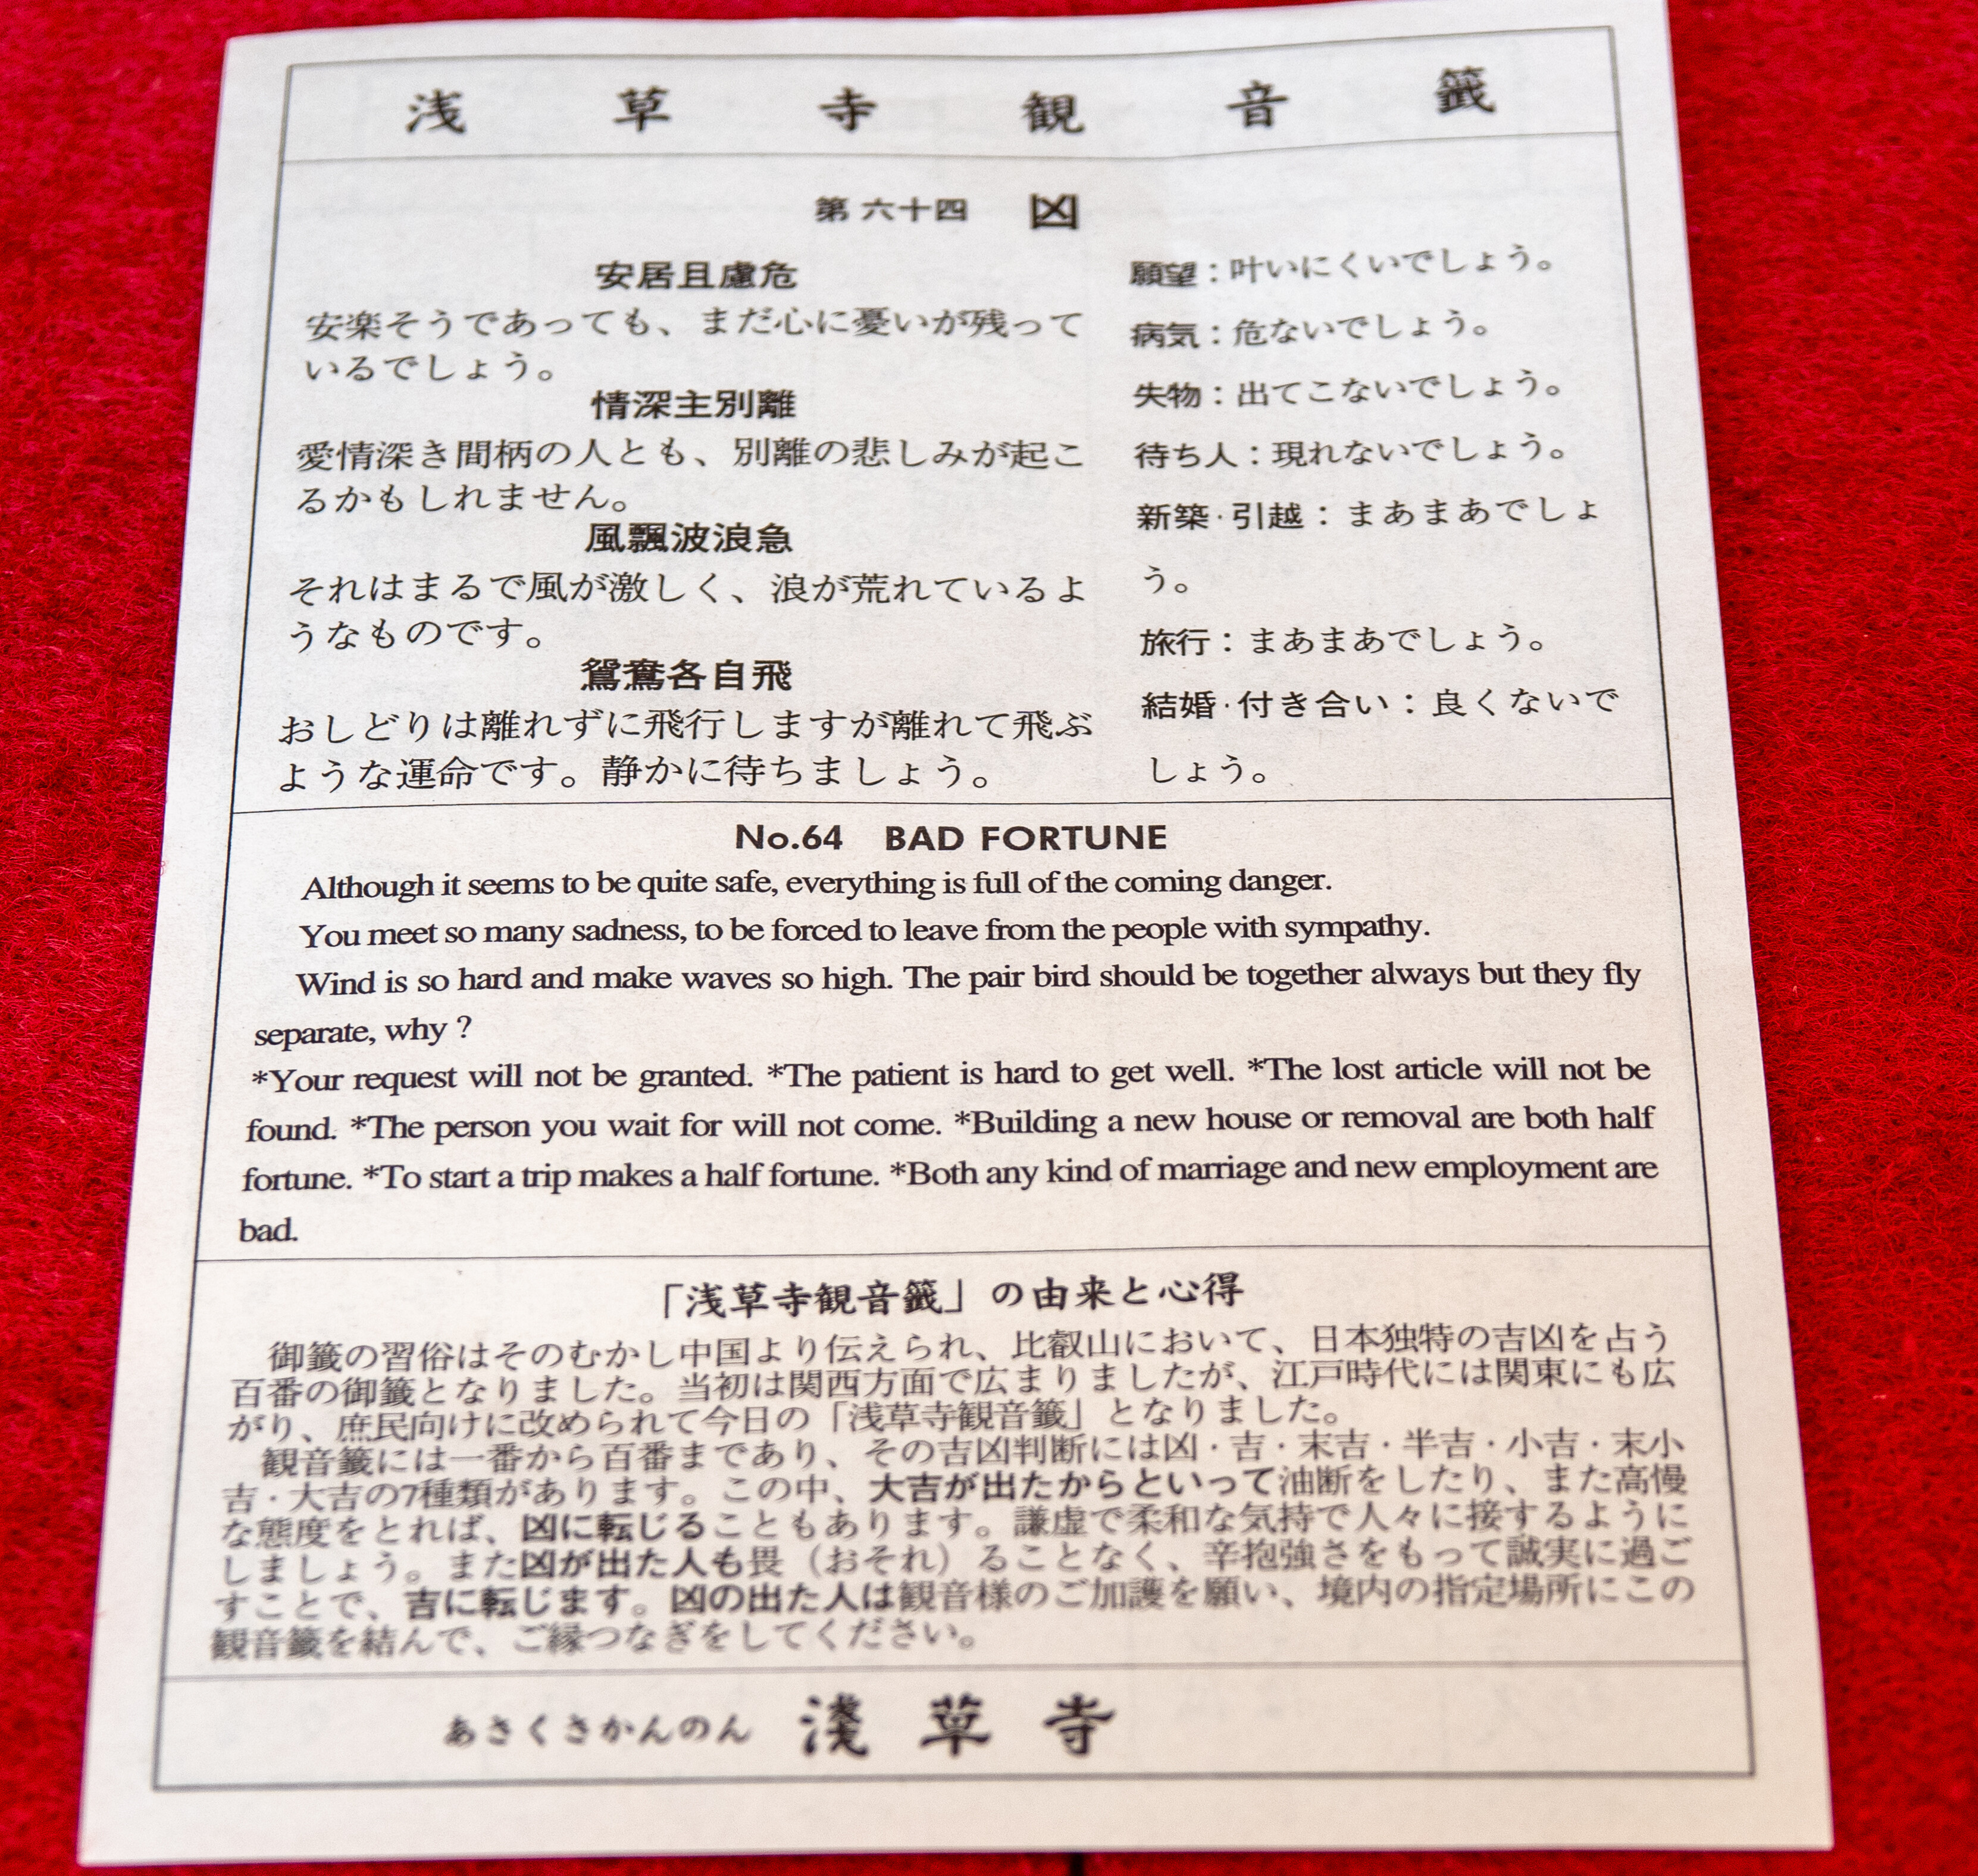 浅草寺観音籤
第六十四 凶
安居且慮危
安楽そうであっても、まだ心に憂いが残って
いるでしょう。
情深主別離
愛情深き間柄の人とも、別離の悲しみが起こ
るかもしれません。
風飄波浪急
それはまるで風が激しく、浪が荒れているよ
うなものです。
鴛鴦各自飛
おしどりは離れずに飛行しますが離れて飛ぶ
ような運命です。静かに待ちましょう。
願望：叶いにくいでしょう。
病気：危ないでしょう。
失物：出てこないでしょう。
待ち人：現れないでしょう。
新築·引越：まあまあでしょ
う。
旅行：まあまあでしょう。
結婚·付き合い：良くないで
しょう。
No.64 BAD FORTUNE
Although it seems to be quite safe, everything is full of the coming danger.
You meet so many sadness, to be forced to leave from the people with sympathy.
Wind is so hard and make waves so high. The pair bird should be together always but they fly
separate, why ?
*Your request will not be granted. *The patient is hard to get well. *The lost article will not be
found. *The person you wait for will not come. *Building a new house or removal are both half
fortune. *To start a trip makes a half fortune. *Both any kind of marriage and new employment are
bad.
「浅草寺観音籤」の由来と心得
御籤の習俗はそのむかし中国より伝えられ、比叡山において、日本独特の吉凶を占う
百番の御籤となりました。当初は関西方面で広まりましたが、江戸時代には関東にも広
がり、庶民向けに改められて今日の「浅草寺観音籤」となりました。
観音籤には一番から百番まであり、その吉凶判断には凶·吉·末吉·半吉·小吉·末小
吉·大吉の7種類があります。この中、大吉が出たからといって油断をしたり、また高慢
な態度をとれば、凶に転じることもあります。謙虚で柔和な気持で人々に接するように
しましょう。また凶が出た人も畏（おそれ）ることなく、辛抱強さをもって誠実に過ご
すことで、吉に転じます。凶の出た人は観音様のご加護を願い、境内の指定場所にこの
観音籤を結んで、ご縁つなぎをしてください。
あさくさかんのん 淺草寺